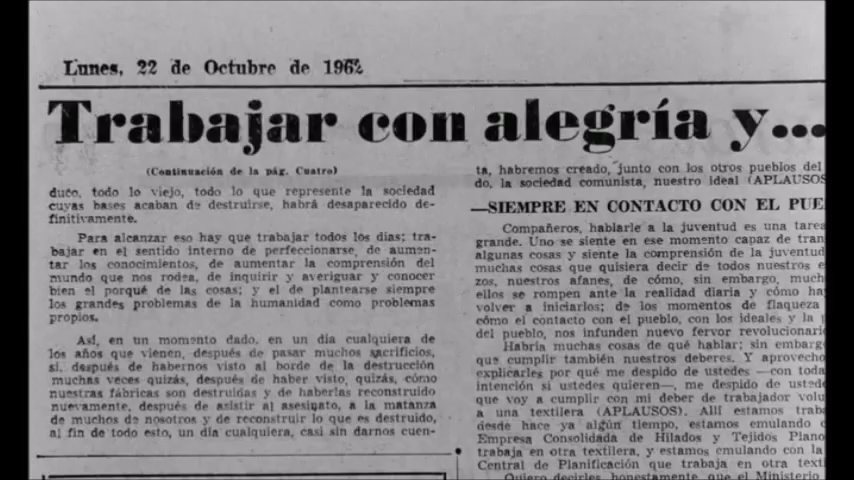 Lunes, 22 de Octubre de 1962
Trabajar con alegría y...
(Continuación de la pág. Cuatro)
duco, todo lo viejo, todo lo que represente la sociedad
cuyas bases acaban de destruirse, habrá desaparecido de-
finitivamente.
Para alcanzar eso hay que trabajar todos los días; tra-
bajar en el sentido interno de perfeccionarse, de aumen-
tar los conocimientos, de aumentar la comprensión del
mundo que nos rodea, de inquirir y averiguar y conocer
bien el porqué de las cosas; y el de plantearse siempre
los grandes problemas de la humanidad como problemas
propios.
Así, en un momento dado, en un día cualquiera de
los años que vienen, después de pasar muchos sacrificios,
sí, después de habernos visto al borde de la destrucción
muchas veces quizás, después de haber visto, quizás, cómo
nuestras fábricas son destruidas y de haberlas reconstruido
nuevamente, después de asistir al asesinato, a la matanza
de muchos de nosotros y de reconstruir lo que es destruido,
al fin de todo esto, un día cualquiera, casi sin darnos cuen-
ta, habremos creado, junto con los otros pueblos del
do, la sociedad comunista, nuestro ideal (APLAUSOS
—SIEMPRE EN CONTACTO CON EL PUE
Compañeros, hablarle a la juventud es una tarea
grande. Uno se siente en ese momento capaz de tran
algunas cosas y siente la comprensión de la juventud
muchas cosas que quisiera decir de todos nuestros e
zos, nuestros afanes, de cómo, sin embargo, much
ellos se rompen ante la realidad diaria y cómo ha
volver a iniciarlos; de los momentos de flaqueza
cómo el contacto con el pueblo, con los ideales y la
del pueblo, nos infunden nuevo fervor revolucionari
Habría muchas cosas de qué hablar; sin embarg
que cumplir también nuestros deberes. Y aprovecho
explicarles por qué me despido de ustedes —con toda
intención si ustedes quieren—, me despido de usted
que voy a cumplir con mi deber de trabajador volu
a una textilera (APLAUSOS). Allí estamos trab
desde hace ya algún tiempo, estamos emulando c
Empresa Consolidada de Hilados y Tejidos Plano
trabaja en otra textilera, y estamos emulando con la
Central de Planificación que trabaja en otra texti
Quiero decirles, honestamente, que el Ministerio